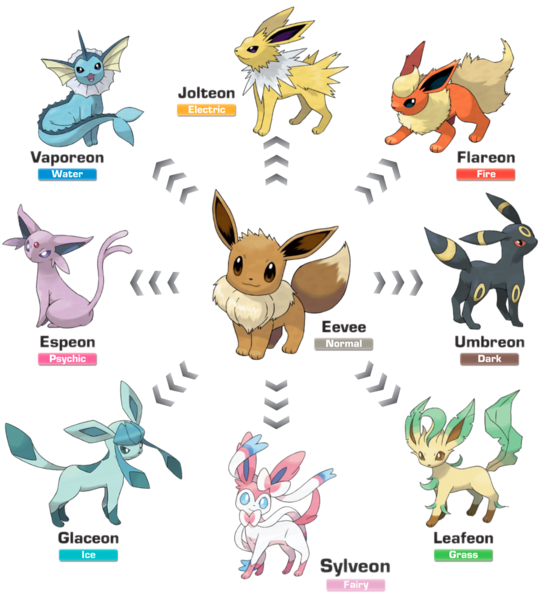 Jolteon
Electric
Vaporeon
Water
Flareon
Fire
Espeon
Psychic
Eevee
Normal
Umbreon
Dark
Glaceon
Ice
Leafeon
Grass
Sylveon
Fairy